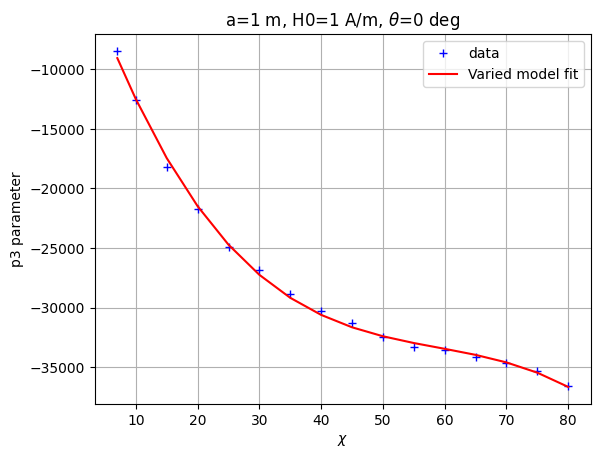 a=1 m, H0=1 A/m, θ=0 deg
data
Varied model fit
p3 parameter
−10000
−15000
−20000
−25000
−30000
−35000
10 20 30 40 50 60 70 80
χ